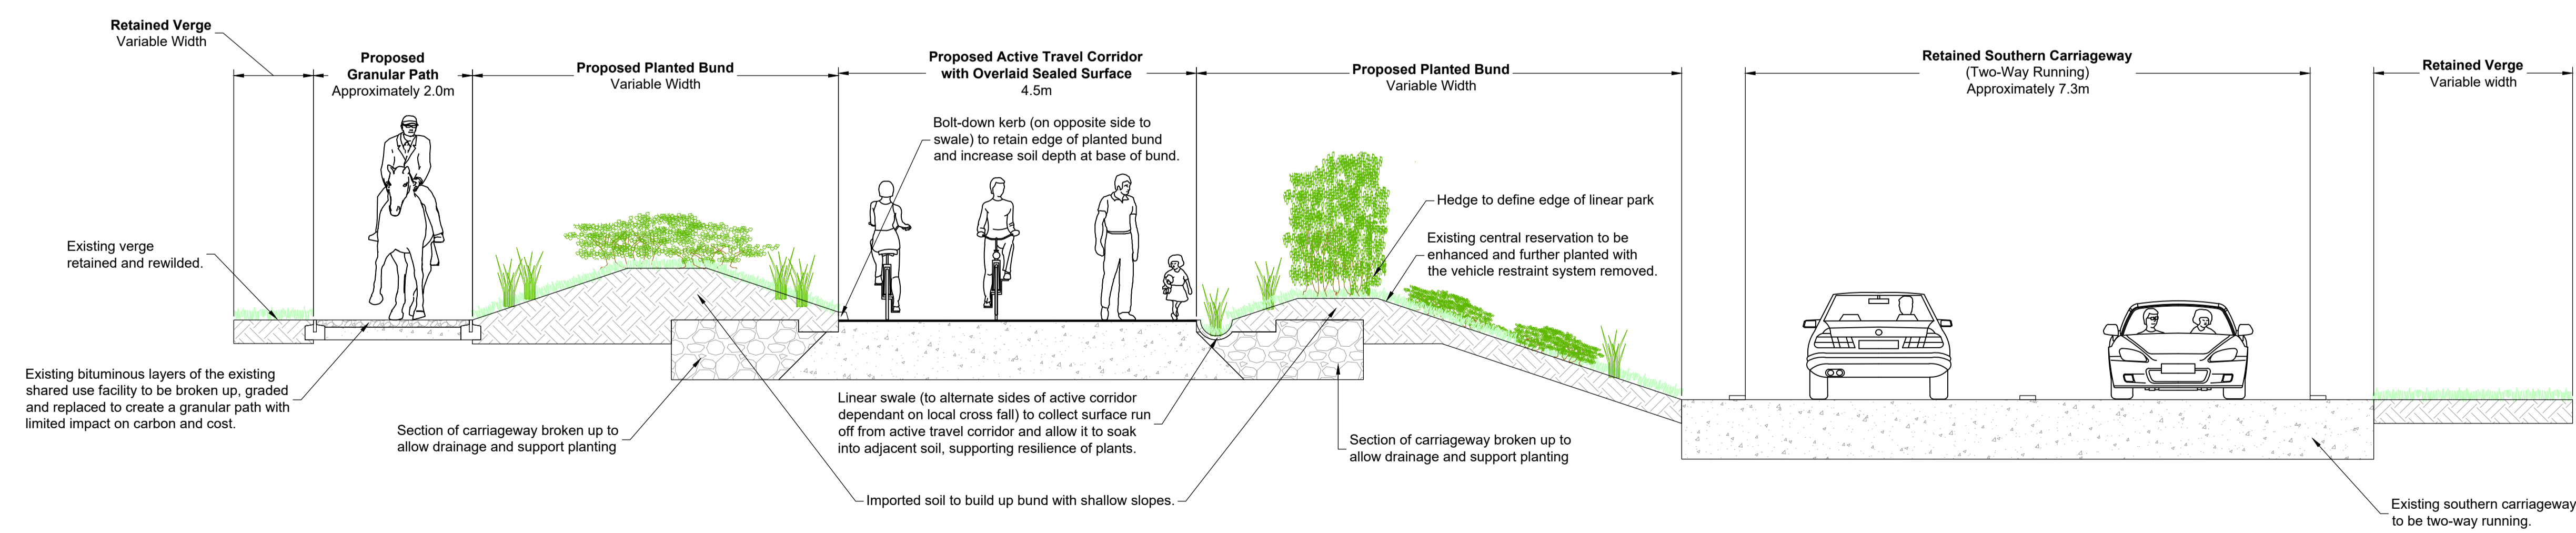 Retained Verge
Variable Width
Proposed
Granular Path
Approximately 2.0m
Proposed Planted Bund
Variable Width
Proposed Active Travel Corridor
with Overlaid Sealed Surface
4.5m
Proposed Planted Bund
Variable Width
Retained Southern Carriageway
(Two-Way Running)
Approximately 7.3m
Retained Verge
Variable width
Bolt-down kerb (on opposite side to
swale) to retain edge of planted bund
and increase soil depth at base of bund.
Hedge to define edge of linear park
Existing central reservation to be
enhanced and further planted with
the vehicle restraint system removed.
Existing verge
retained and rewilded.
Existing bituminous layers of the existing
shared use facility to be broken up, graded
and replaced to create a granular path with
limited impact on carbon and cost.
Section of carriageway broken up to
allow drainage and support planting
Linear swale (to alternate sides of active corridor
dependant on local cross fall) to collect surface run
off from active travel corridor and allow it to soak
into adjacent soil, supporting resilience of plants.
Section of carriageway broken up to
allow drainage and support planting
Imported soil to build up bund with shallow slopes.
Existing southern carriageway
to be two-way running.